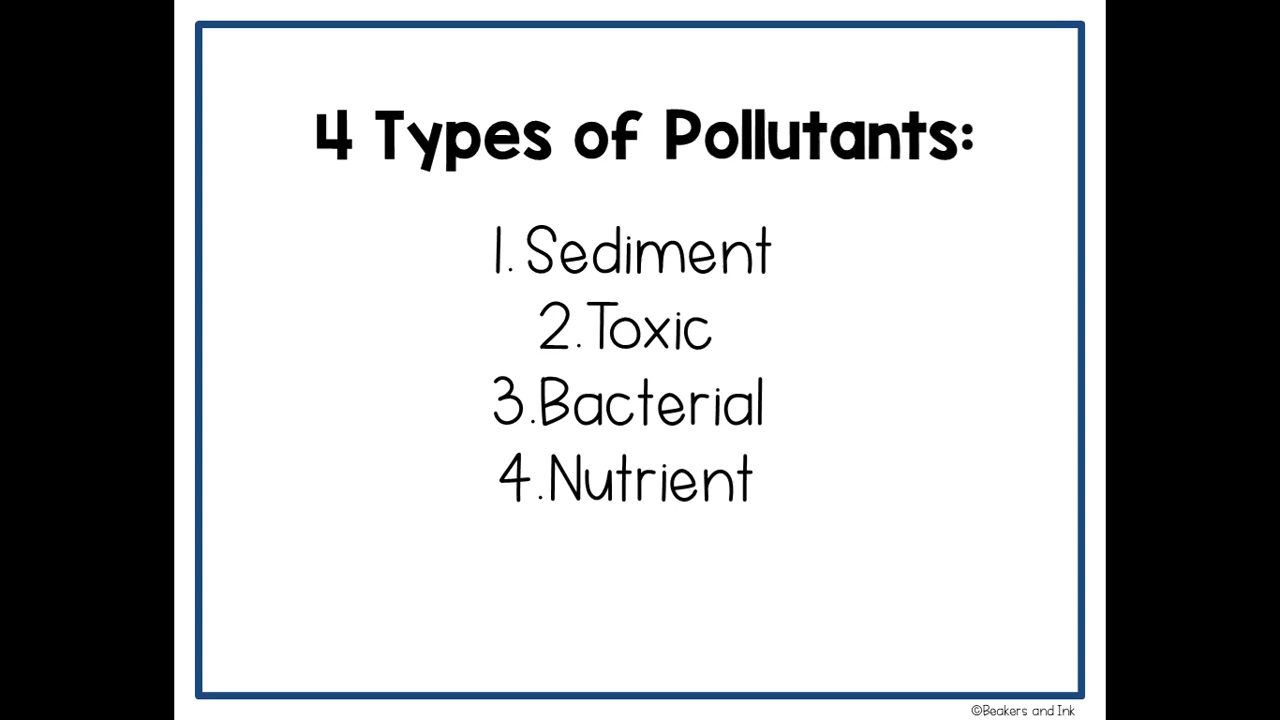 4 Types of Pollutants:
1. Sediment
2.Toxic
3.Bacterial
4.Nutrient
©Beakers and Ink